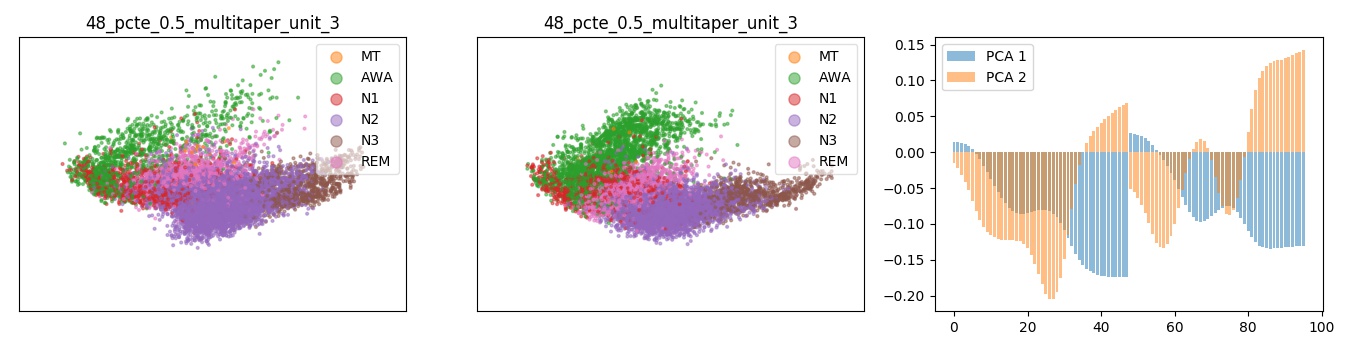 48_pcte_0.5_multitaper_unit_3
MT
AWA
N1
N2
N3
REM
48_pcte_0.5_multitaper_unit_3
MT
AWA
N1
N2
N3
REM
PCA 1
PCA 2
0.15
0.10
0.05
0.00
−0.05
−0.10
−0.15
−0.20
0 20 40 60 80 100